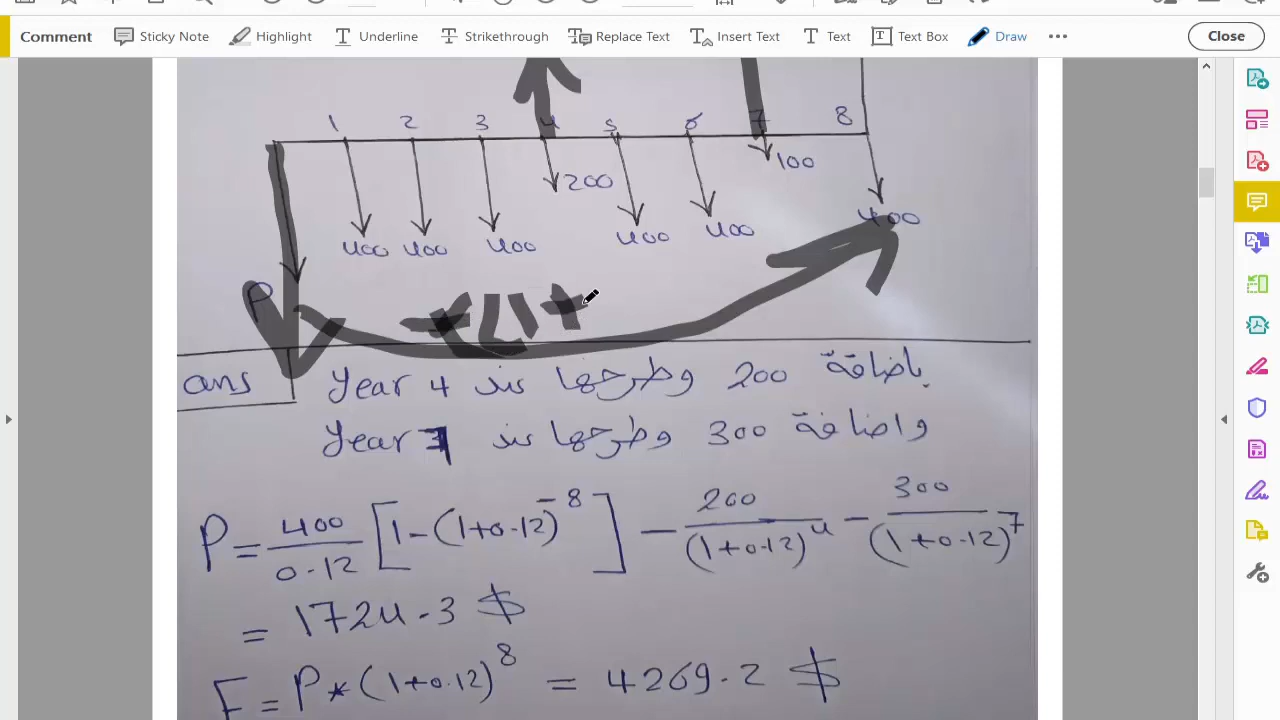 Comment Sticky Note Highlight Underline Strikethrough Replace Text Insert Text Text Text Box Draw Close
1 2 3 4 5 6 7 8
100
200
400
400 400 400 400 400
P
ans Year 4 باضافة 200 وطرحها عند
Year 7 واضافة 300 وطرحها عند
P = 400/0.12 [1-(1+0.12)^-8] - 200/(1+0.12)^4 - 300/(1+0.12)^7
= 1724.3 $
F = P*(1+0.12)^8 = 4269.2 $